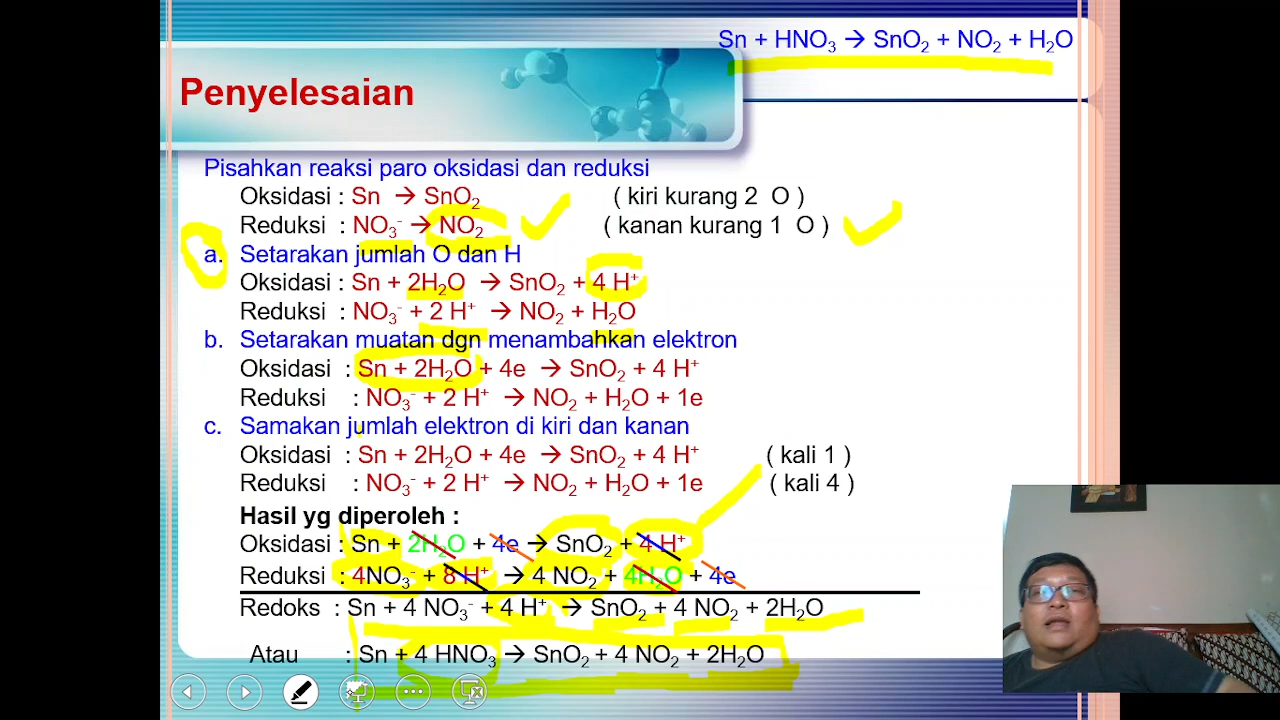 Sn + HNO₃ → SnO₂ + NO₂ + H₂O
Penyelesaian
Pisahkan reaksi paro oksidasi dan reduksi
Oksidasi : Sn → SnO₂ ( kiri kurang 2 O )
Reduksi : NO₃⁻ → NO₂ ( kanan kurang 1 O )
a. Setarakan jumlah O dan H
Oksidasi : Sn + 2H₂O → SnO₂ + 4 H⁺
Reduksi : NO₃⁻ + 2 H⁺ → NO₂ + H₂O
b. Setarakan muatan dgn menambahkan elektron
Oksidasi : Sn + 2H₂O + 4e → SnO₂ + 4 H⁺
Reduksi : NO₃⁻ + 2 H⁺ → NO₂ + H₂O + 1e
c. Samakan jumlah elektron di kiri dan kanan
Oksidasi : Sn + 2H₂O + 4e → SnO₂ + 4 H⁺ ( kali 1 )
Reduksi : NO₃⁻ + 2 H⁺ → NO₂ + H₂O + 1e ( kali 4 )
Hasil yg diperoleh :
Oksidasi : Sn + 2H₂O + 4e → SnO₂ + 4 H⁺
Reduksi : 4NO₃⁻ + 8 H⁺ → 4 NO₂ + 4H₂O + 4e
Redoks : Sn + 4 NO₃⁻ + 4 H⁺ → SnO₂ + 4 NO₂ + 2H₂O
Atau : Sn + 4 HNO₃ → SnO₂ + 4 NO₂ + 2H₂O